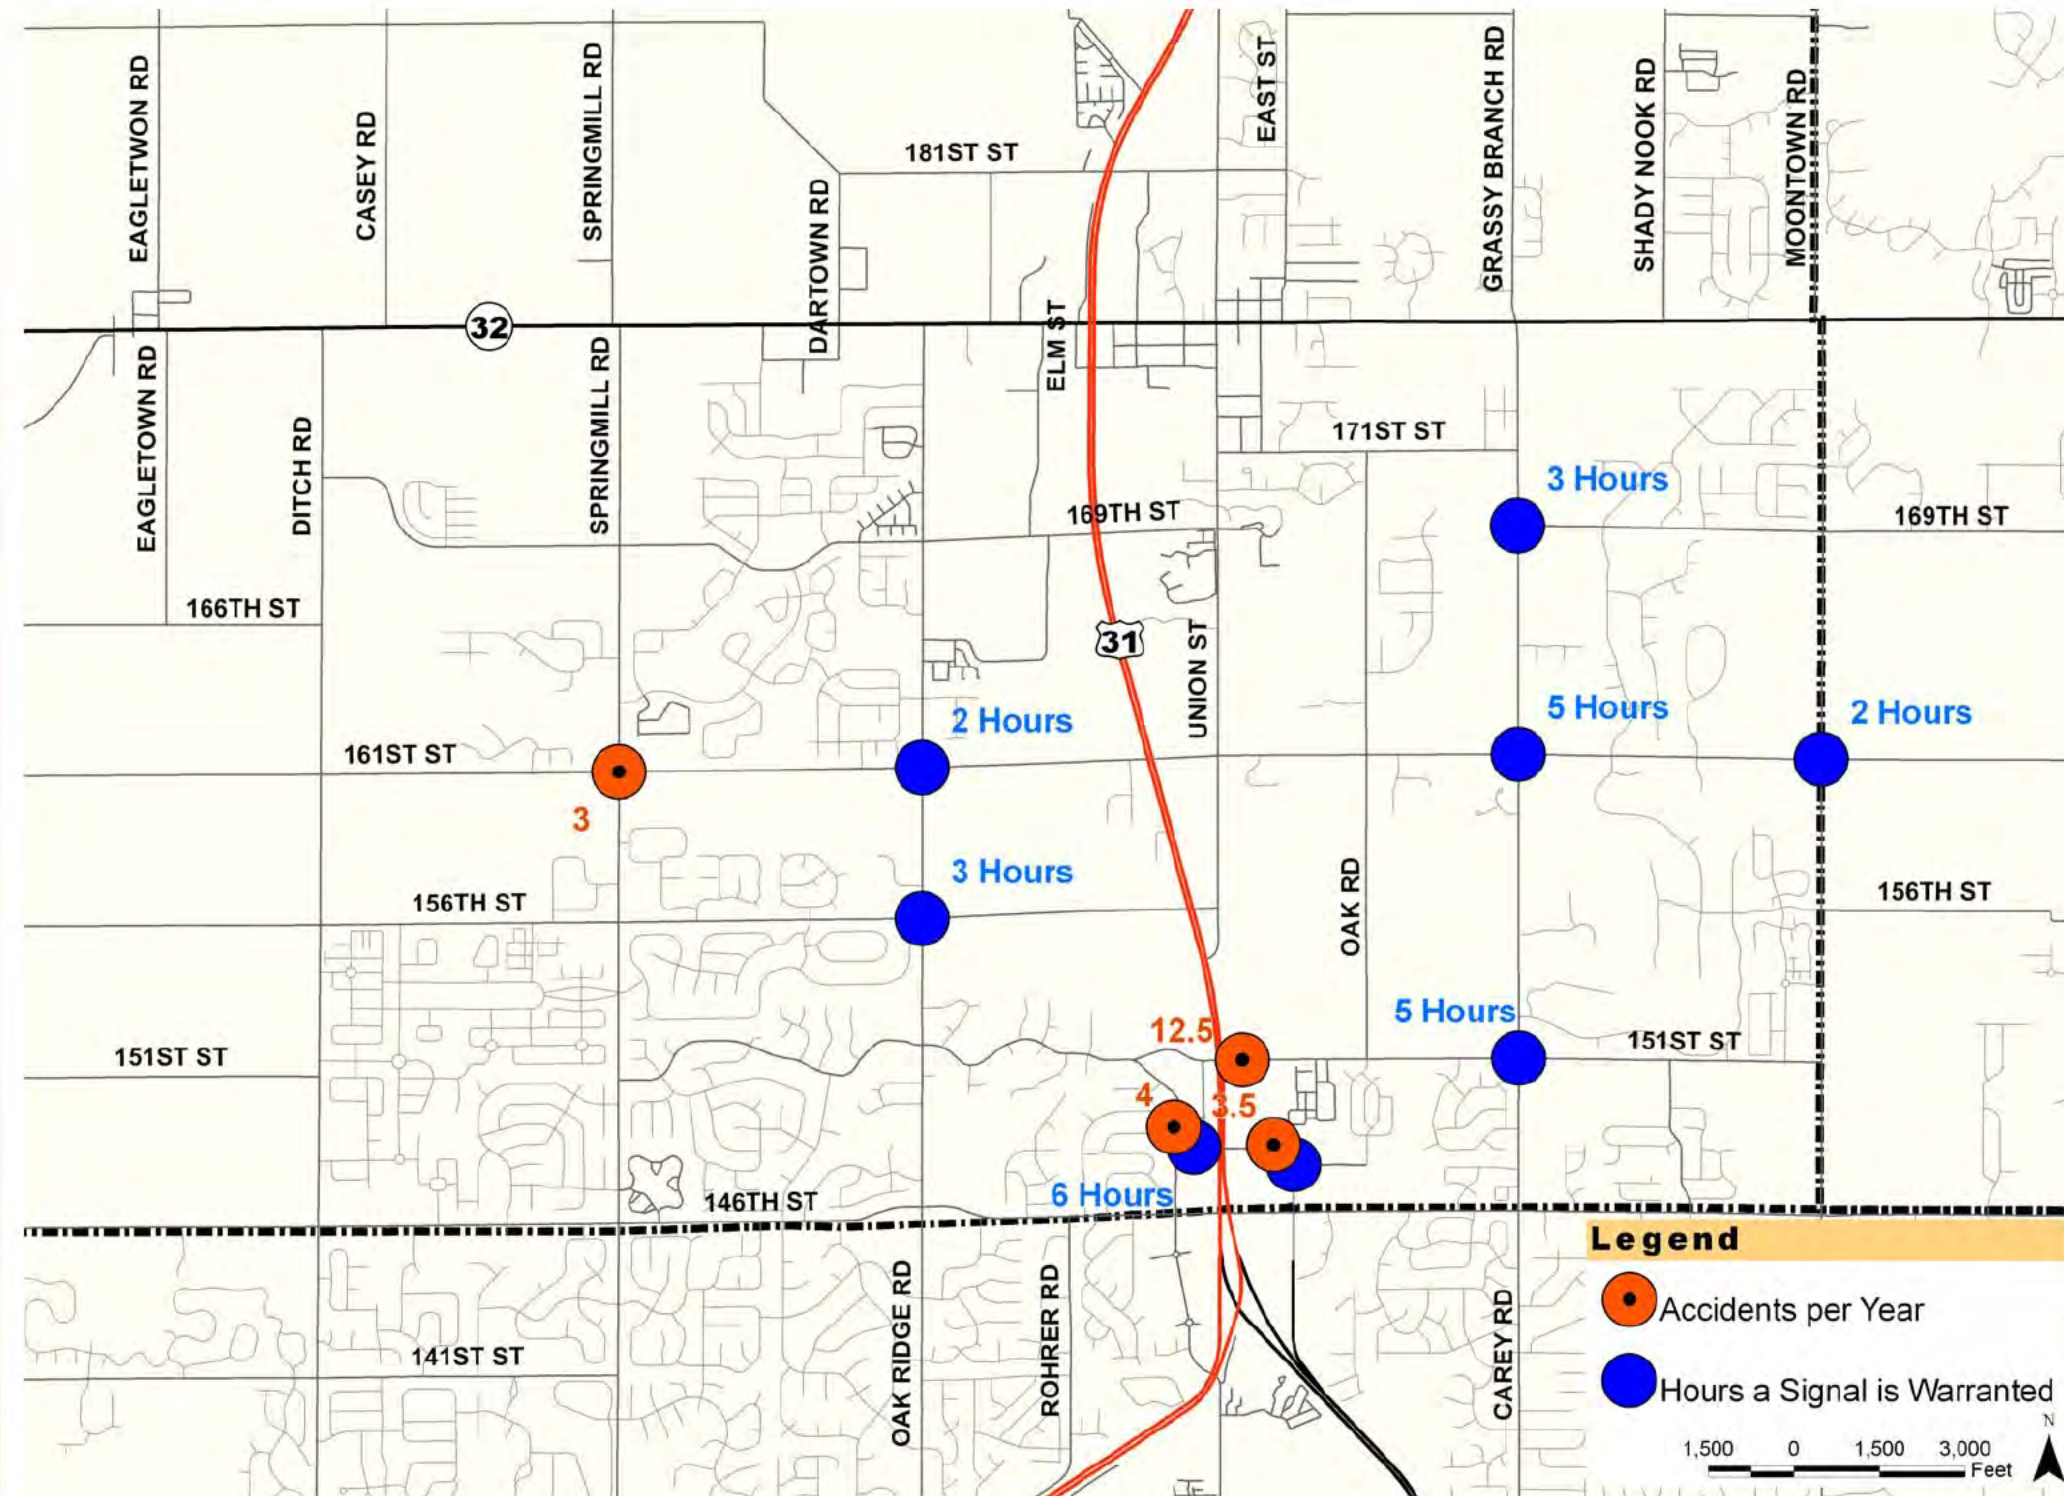 EAGLETWON RD
CASEY RD
SPRINGMILL RD
DARTOWN RD
181ST ST
EAST ST
GRASSY BRANCH RD
SHADY NOOK RD
MOONTOWN RD
32
EAGLETOWN RD
DITCH RD
SPRINGMILL RD
ELM ST
171ST ST
3 Hours
169TH ST
169TH ST
166TH ST
31
UNION ST
2 Hours
5 Hours
2 Hours
161ST ST
3
3 Hours
156TH ST
OAK RD
156TH ST
5 Hours
12.5
151ST ST
151ST ST
4
3.5
6 Hours
146TH ST
OAK RIDGE RD
ROHRER RD
CAREY RD
141ST ST
Legend
Accidents per Year
Hours a Signal is Warranted
N
1,500 0 1,500 3,000
Feet